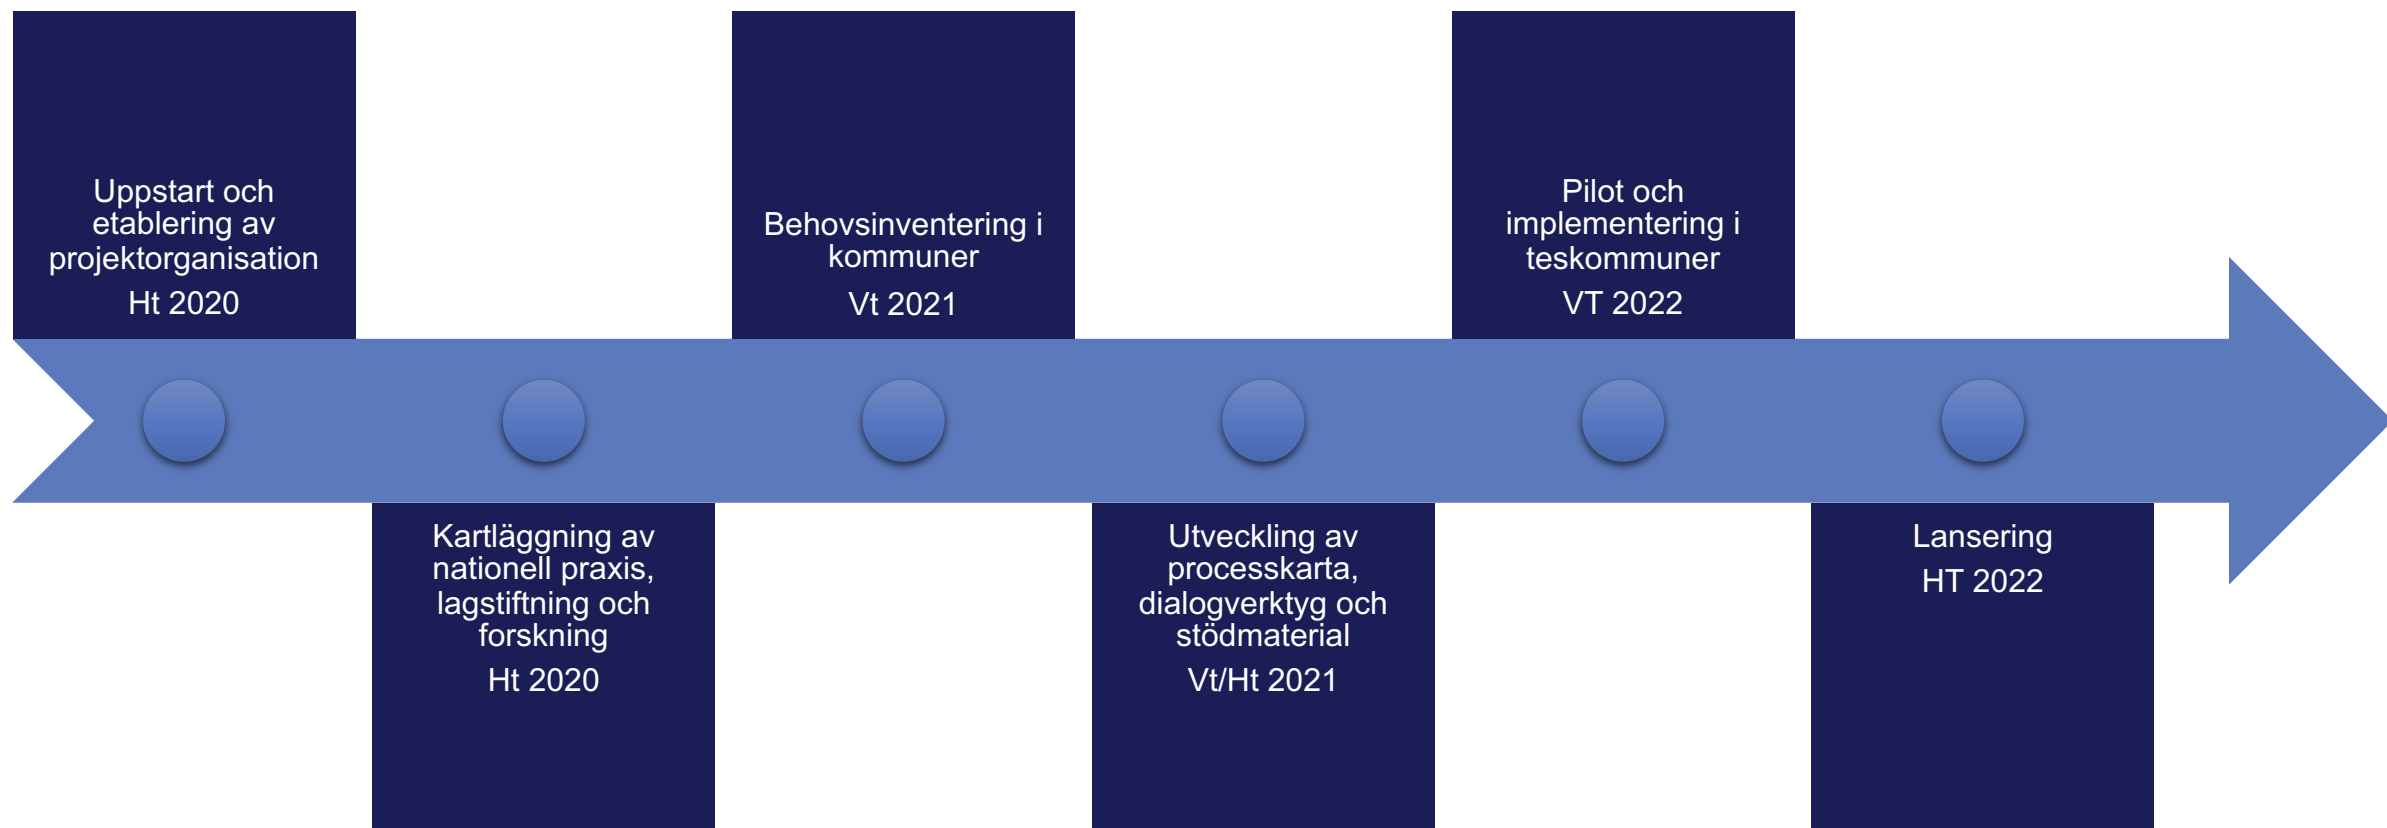 Uppstart och
etablering av
projektorganisation
Ht 2020
Kartläggning av
nationell praxis,
lagstiftning och
forskning
Ht 2020
Behovsinventering i
kommuner
Vt 2021
Utveckling av
processkarta,
dialogverktyg och
stödmaterial
Vt/Ht 2021
Pilot och
implementering i
teskommuner
VT 2022
Lansering
HT 2022